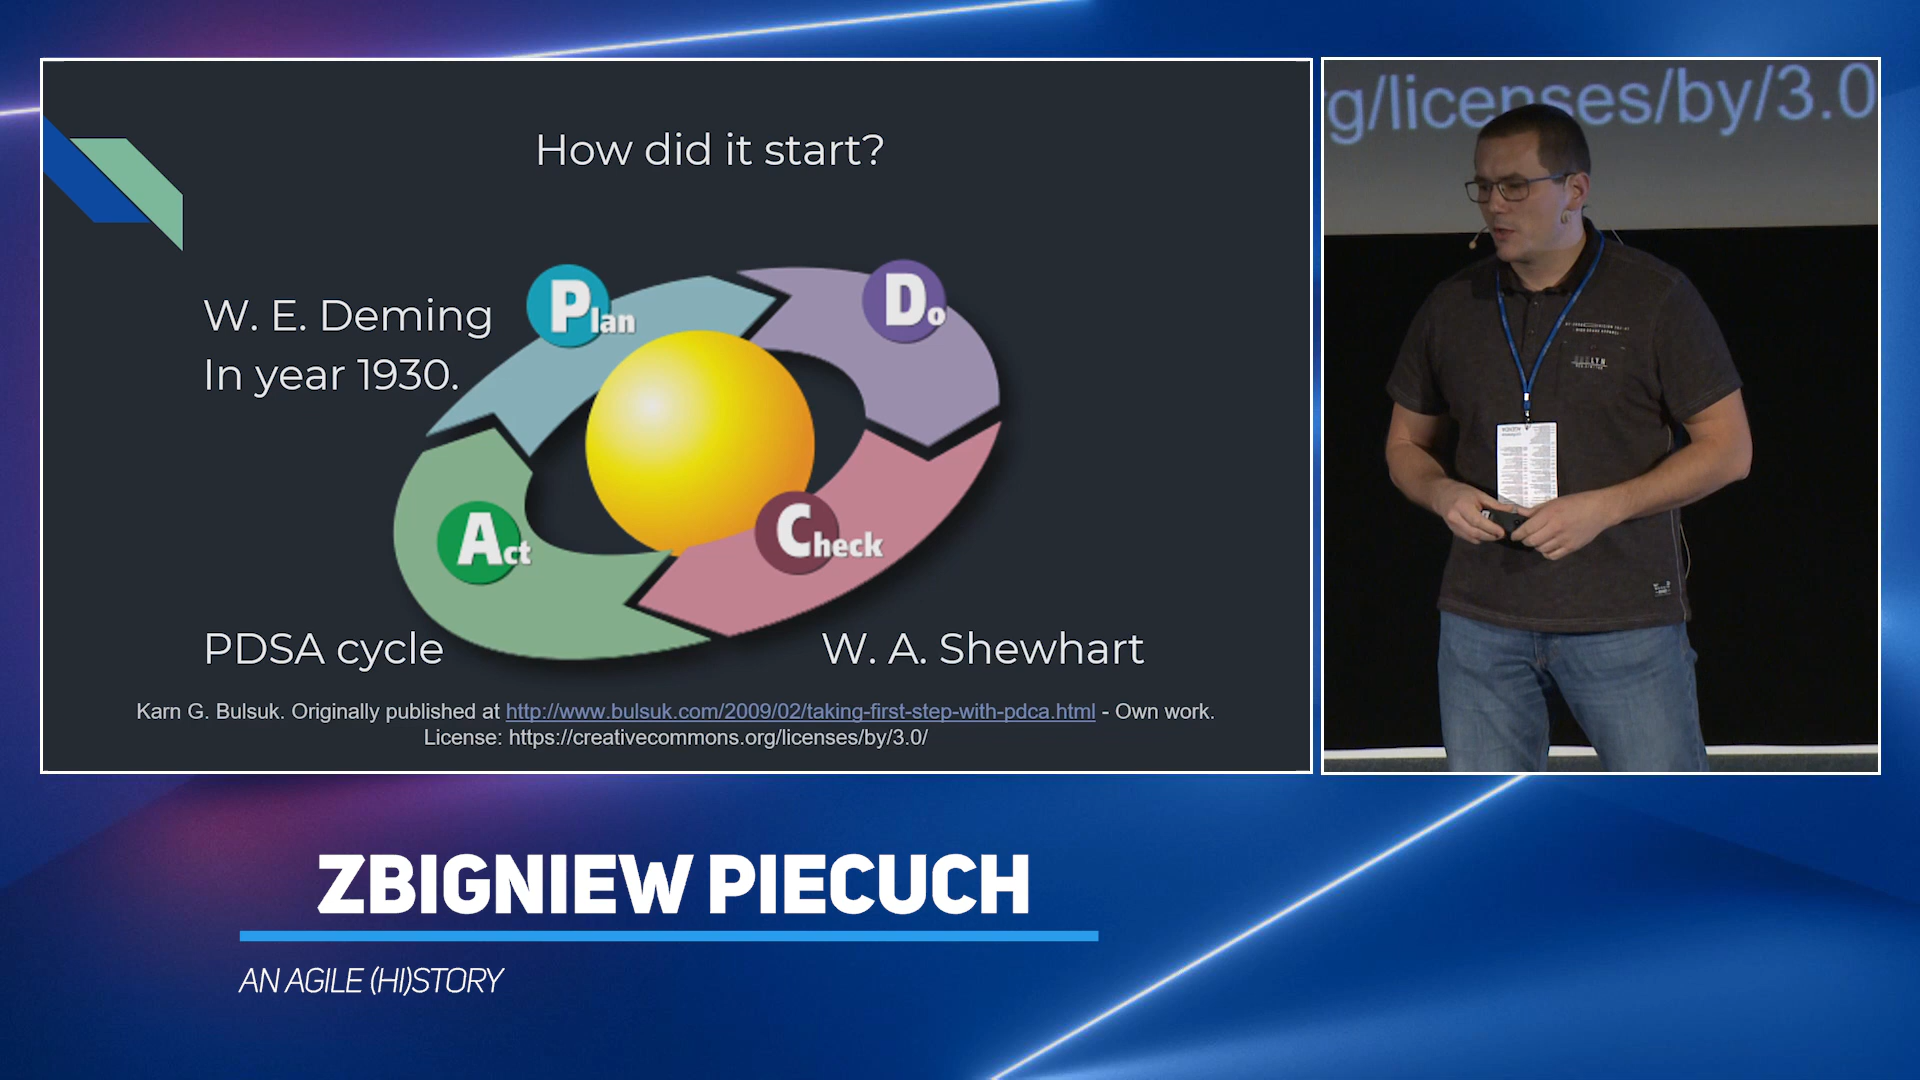 How did it start?
W. E. Deming
In year 1930.
Plan
Do
Act
Check
PDSA cycle
W. A. Shewhart
Karn G. Bulsuk. Originally published at http://www.bulsuk.com/2009/02/taking-first-step-with-pdca.html - Own work.
License: https://creativecommons.org/licenses/by/3.0/
rg/licenses/by/3.0
ZBIGNIEW PIECUCH
AN AGILE (HI)STORY